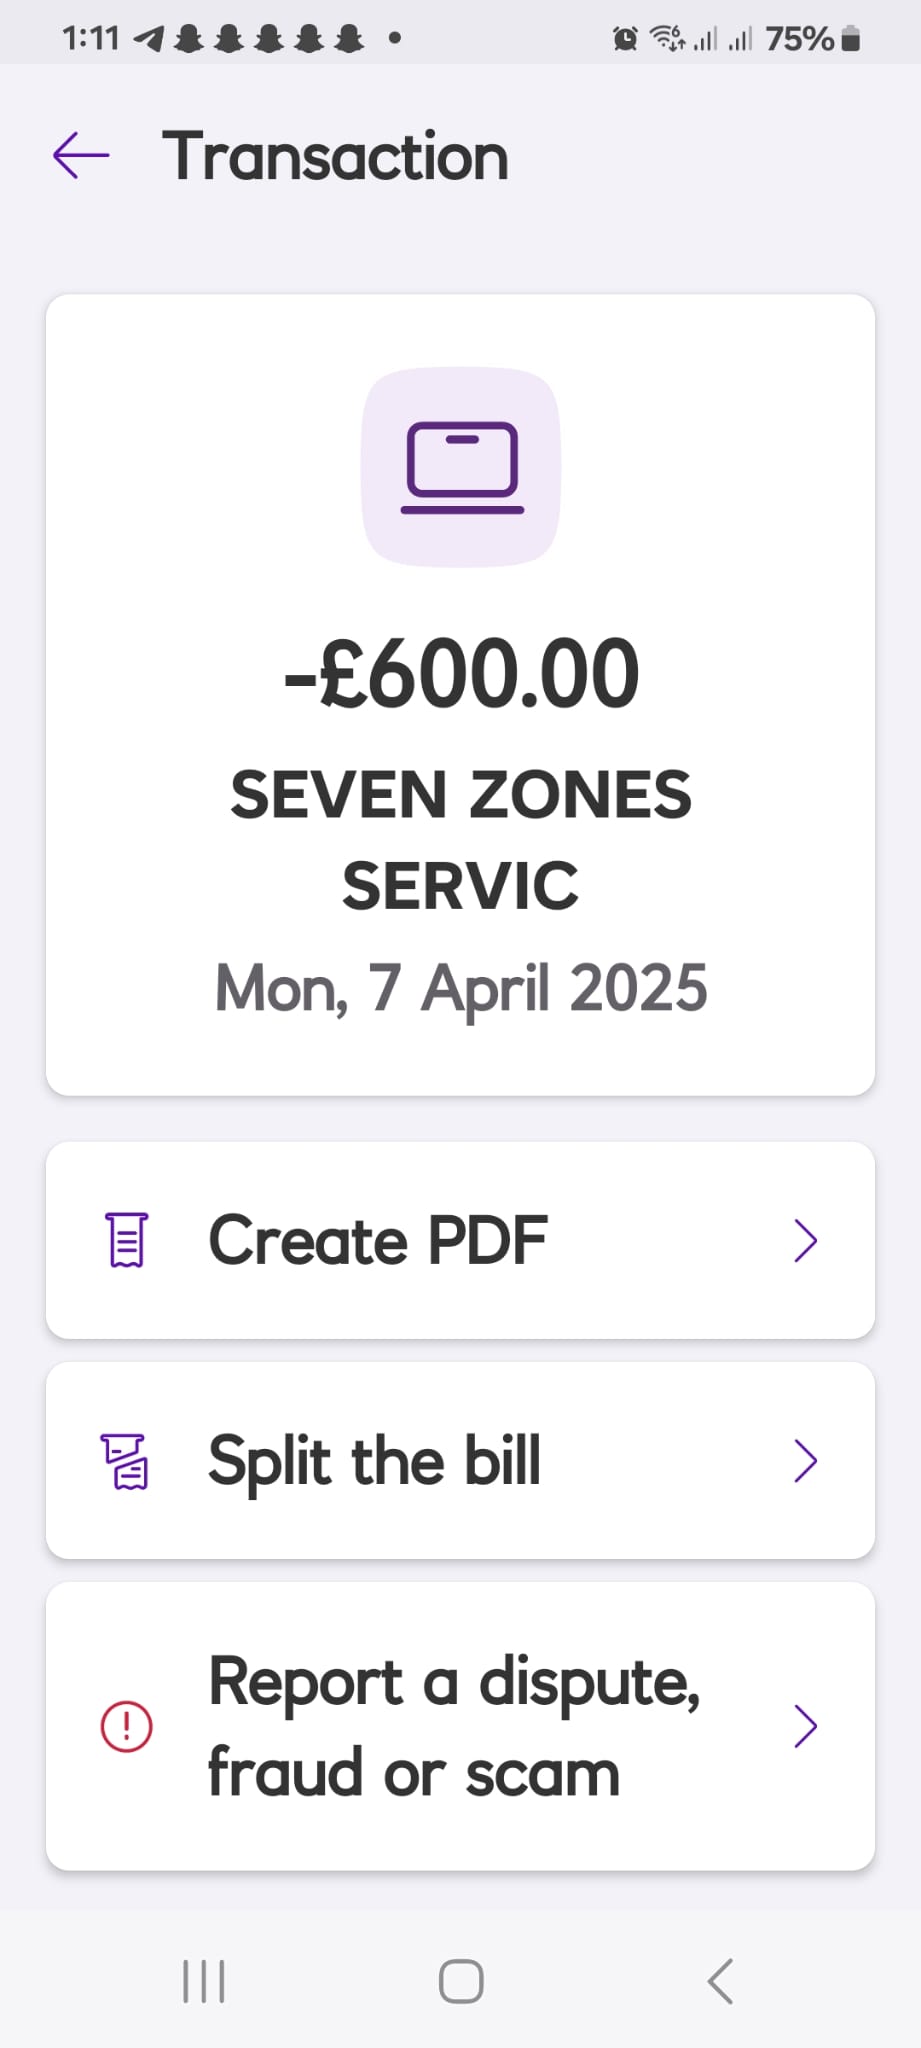 1:11 75%
Transaction
-£600.00
SEVEN ZONES
SERVIC
Mon, 7 April 2025
Create PDF
Split the bill
Report a dispute,
fraud or scam